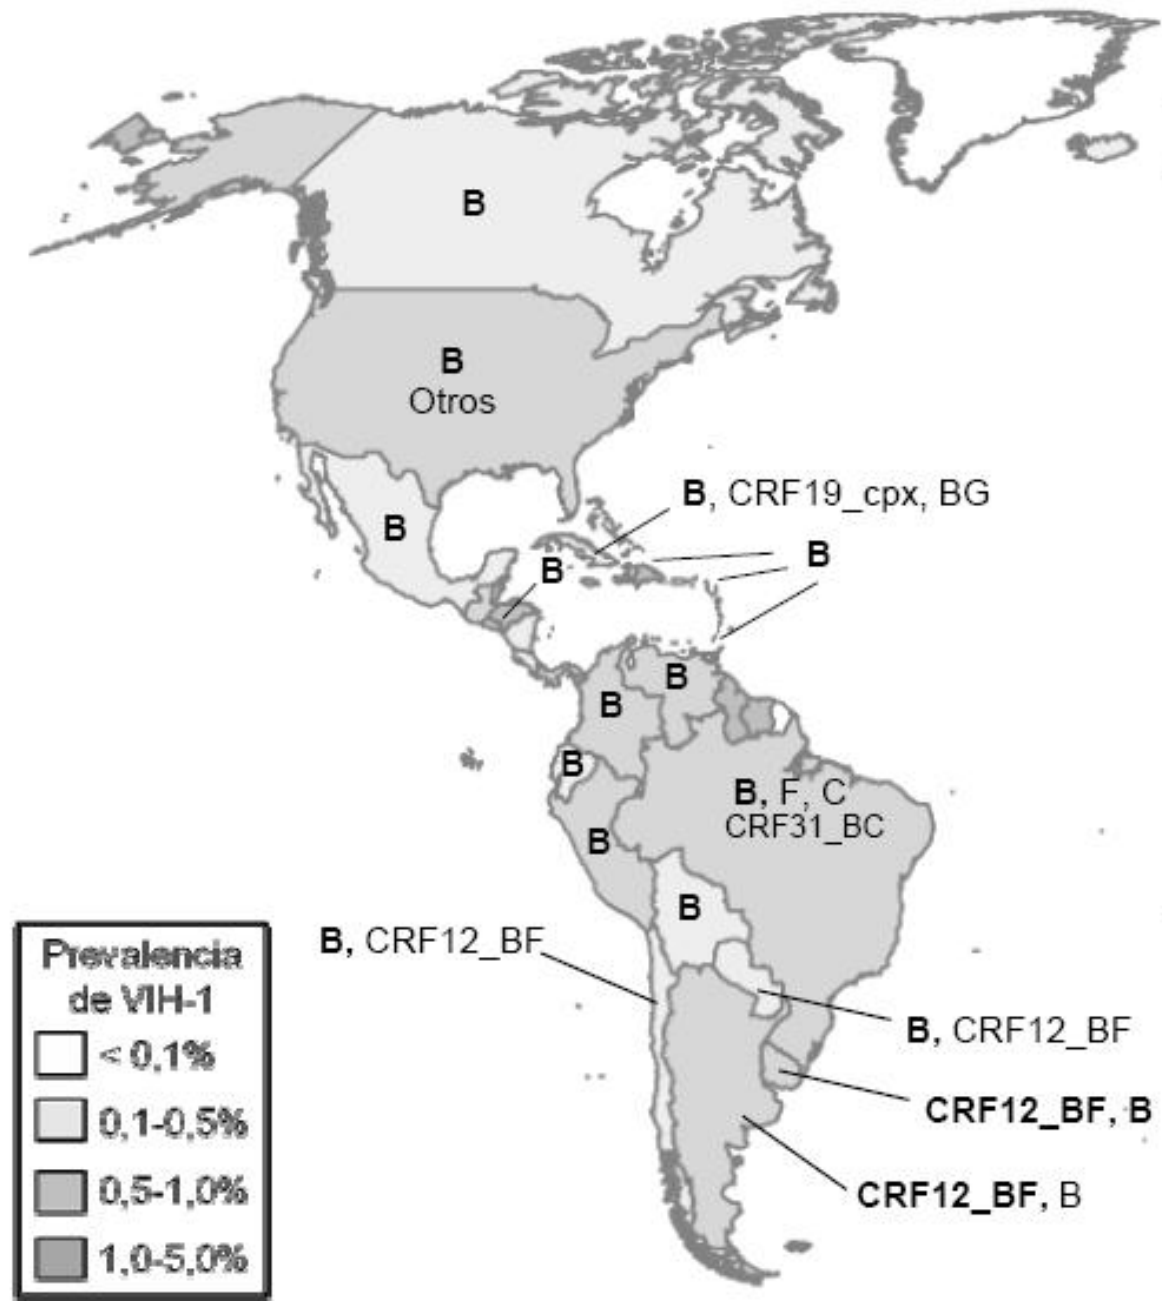 B
B
Otros
B, CRF19_cpx, BG
B
B
B
B
B
B
B, F, C
CRF31_BC
B
B
B, CRF12_BF
B, CRF12_BF
CRF12_BF, B
CRF12_BF, B
Prevalencia
de VIH-1
< 0,1%
0,1-0,5%
0,5-1,0%
1,0-5,0%